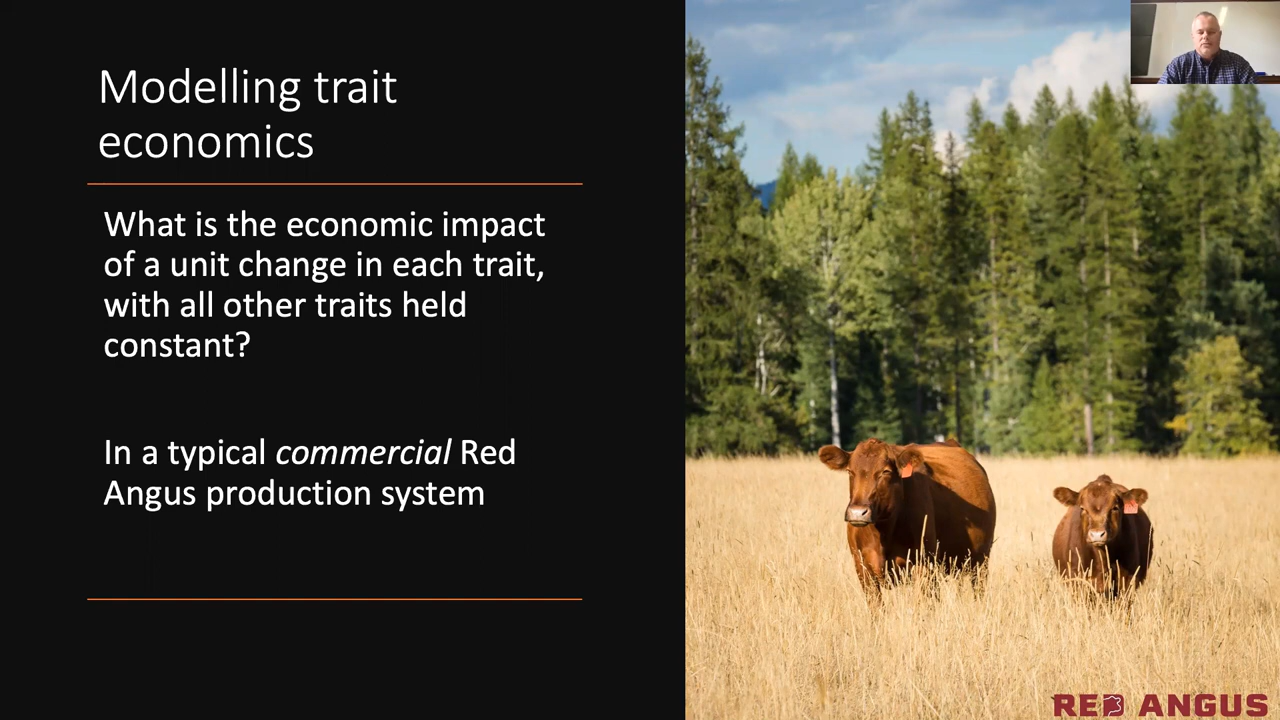 Modelling trait
economics
What is the economic impact
of a unit change in each trait,
with all other traits held
constant?
In a typical commercial Red
Angus production system
RED ANGUS